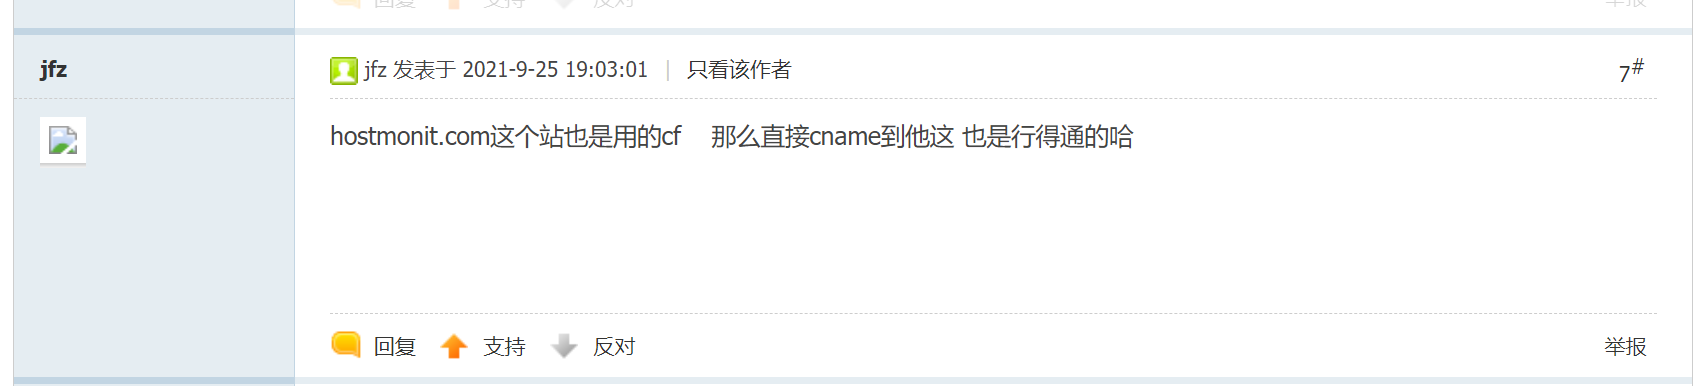 回复 支持 反对 举报
jfz
jfz 发表于 2021-9-25 19:03:01 | 只看该作者 7#
hostmonit.com这个站也是用的cf 那么直接cname到他这 也是行得通的哈
回复 支持 反对 举报